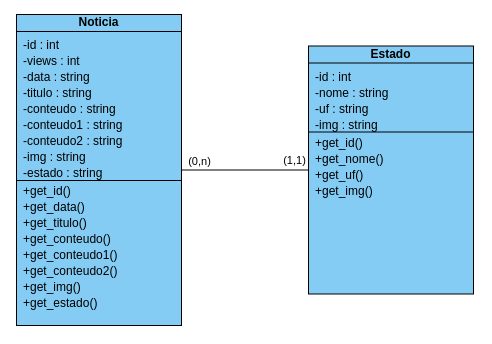 Noticia
-id : int
-views : int
-data : string
-titulo : string
-conteudo : string
-conteudo1 : string
-conteudo2 : string
-img : string
-estado : string
+get_id()
+get_data()
+get_titulo()
+get_conteudo()
+get_conteudo1()
+get_conteudo2()
+get_img()
+get_estado()
(0,n)
(1,1)
Estado
-id : int
-nome : string
-uf : string
-img : string
+get_id()
+get_nome()
+get_uf()
+get_img()